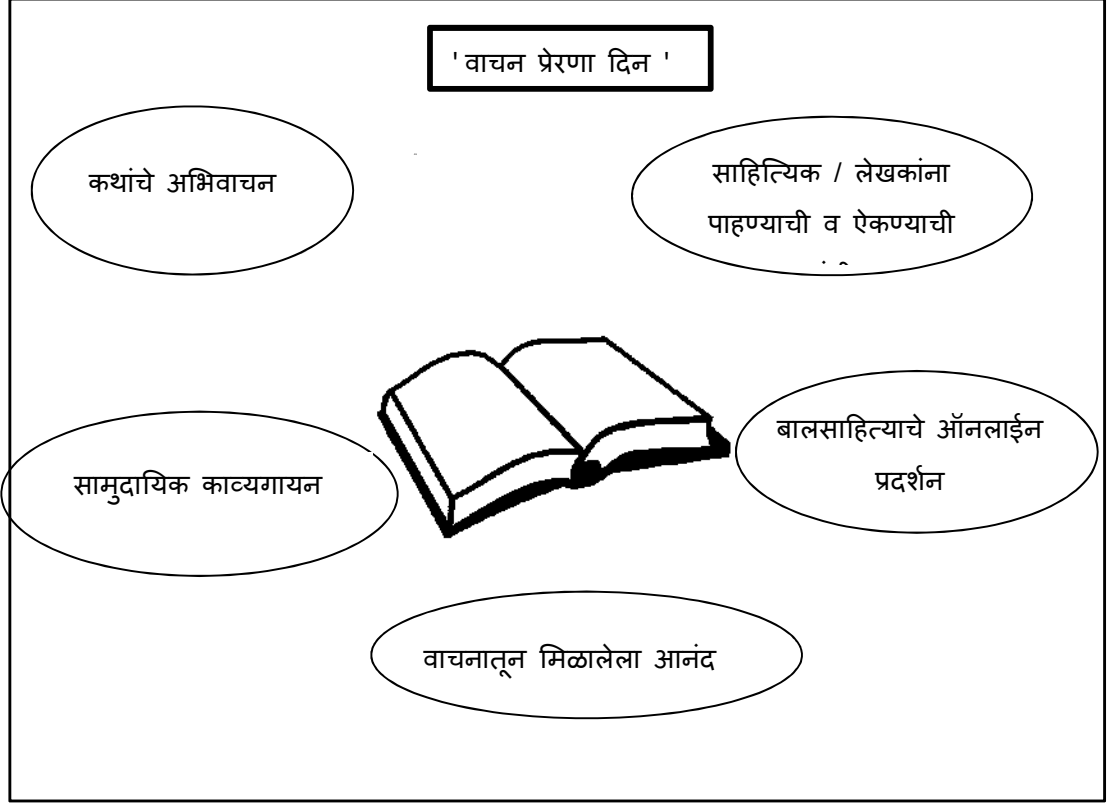 ' वाचन प्रेरणा दिन '
कथांचे अभिवाचन
साहित्यिक / लेखकांना
पाहण्याची व ऐकण्याची
बालसाहित्याचे ऑनलाईन
प्रदर्शन
सामुदायिक काव्यगायन
वाचनातून मिळालेला आनंद